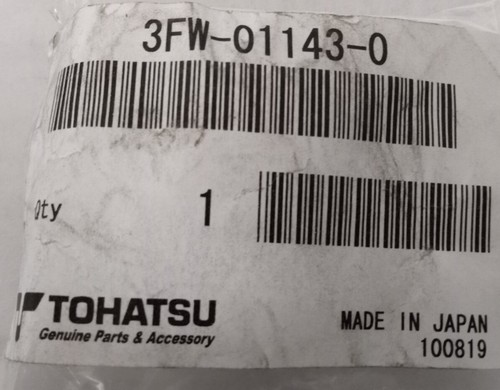 3FW-01143-0
Qty 1
TOHATSU
Genuine Parts & Accessory
MADE IN JAPAN
100819